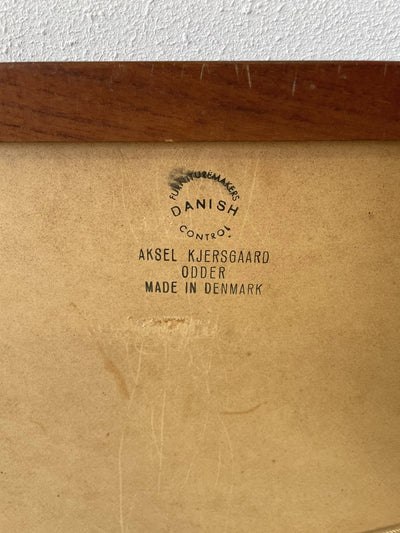 FURNITUREMAKERS
DANISH
CONTROL
AKSEL KJERSGAARD
ODDER
MADE IN DENMARK